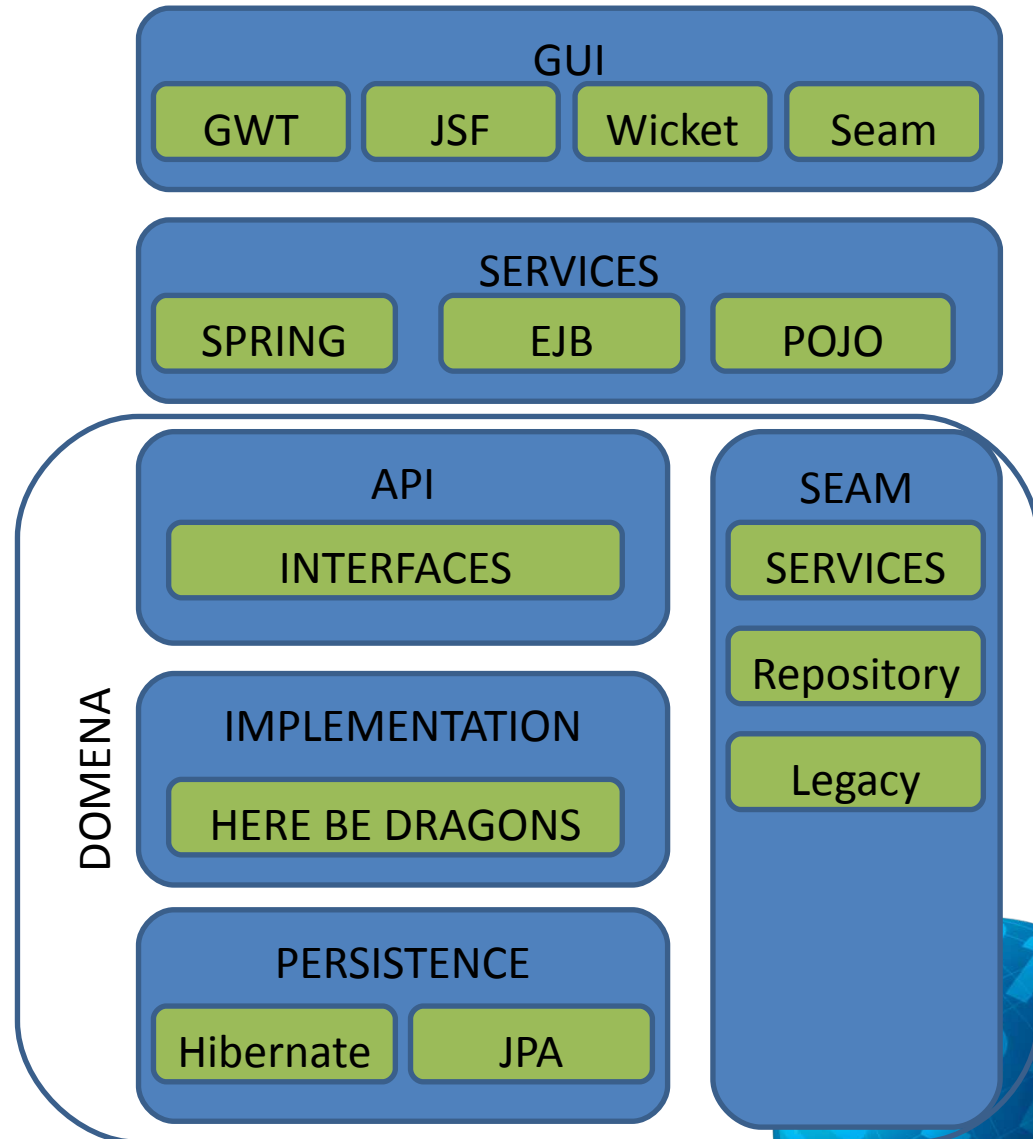 GUI
GWT
JSF
Wicket
Seam
SERVICES
SPRING
EJB
POJO
DOMENA
API
INTERFACES
IMPLEMENTATION
HERE BE DRAGONS
PERSISTENCE
Hibernate
JPA
SEAM
SERVICES
Repository
Legacy